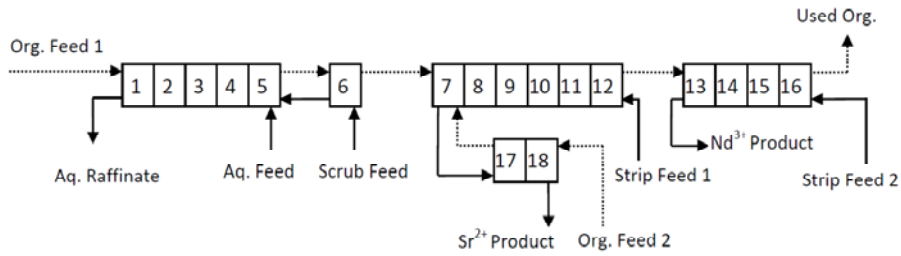 Used Org.
Org. Feed 1
1 2 3 4 5 6 7 8 9 10 11 12 13 14 15 16
Nd³⁺ Product
17 18
Aq. Raffinate Aq. Feed Scrub Feed Strip Feed 1 Strip Feed 2
Sr²⁺ Product Org. Feed 2